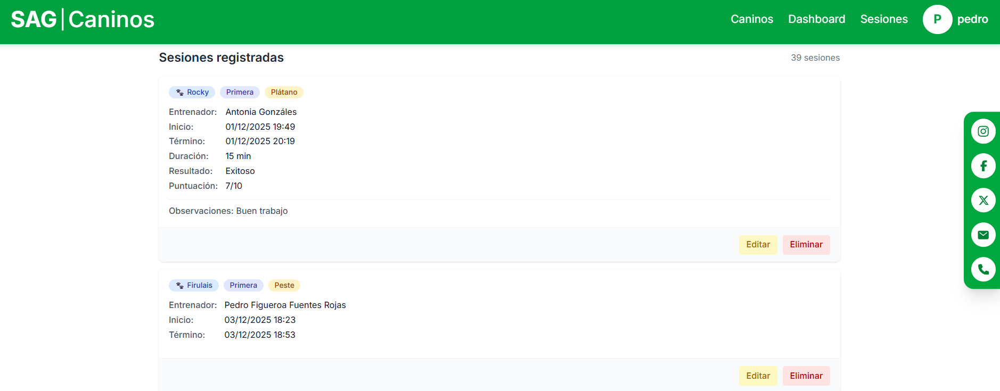 SAG|Caninos
Caninos Dashboard Sesiones P pedro
Sesiones registradas
39 sesiones
Rocky Primera Plátano
Entrenador: Antonia Gonzáles
Inicio: 01/12/2025 19:49
Término: 01/12/2025 20:19
Duración: 15 min
Resultado: Exitoso
Puntuación: 7/10
Observaciones: Buen trabajo
Editar Eliminar
Firulais Primera Peste
Entrenador: Pedro Figueroa Fuentes Rojas
Inicio: 03/12/2025 18:23
Término: 03/12/2025 18:53
Editar Eliminar